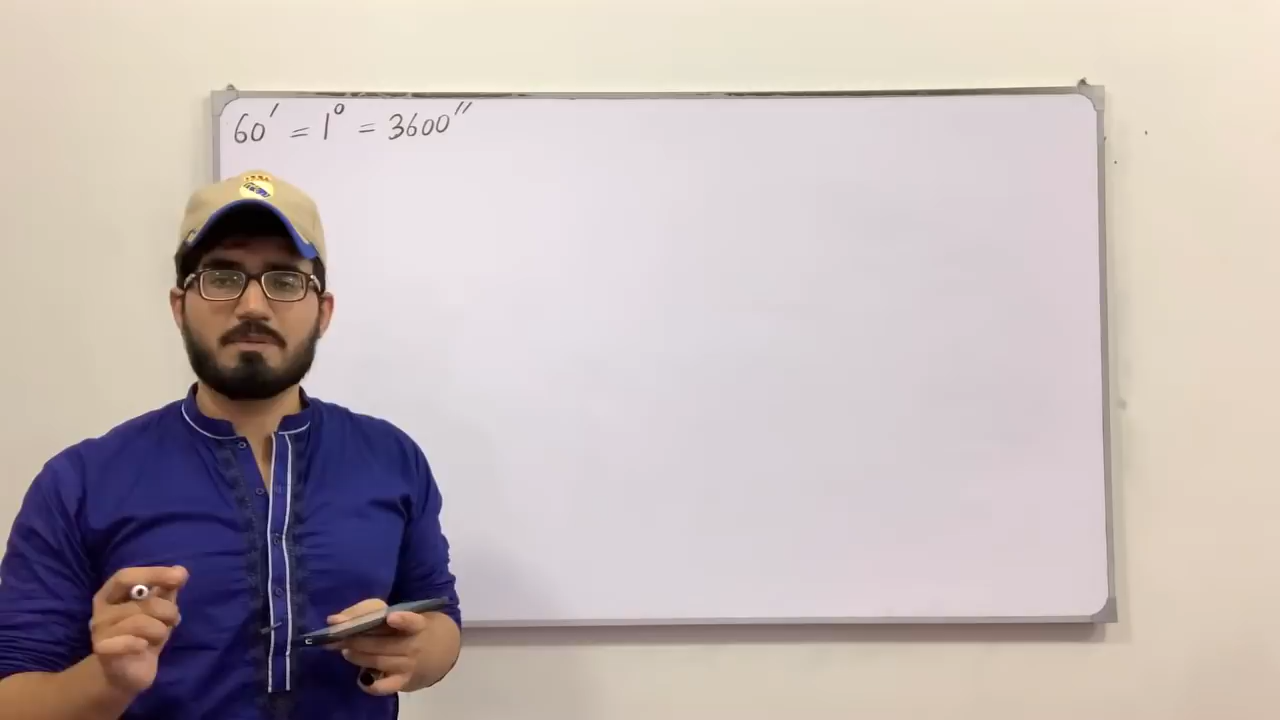 60′ = 1° = 3600″